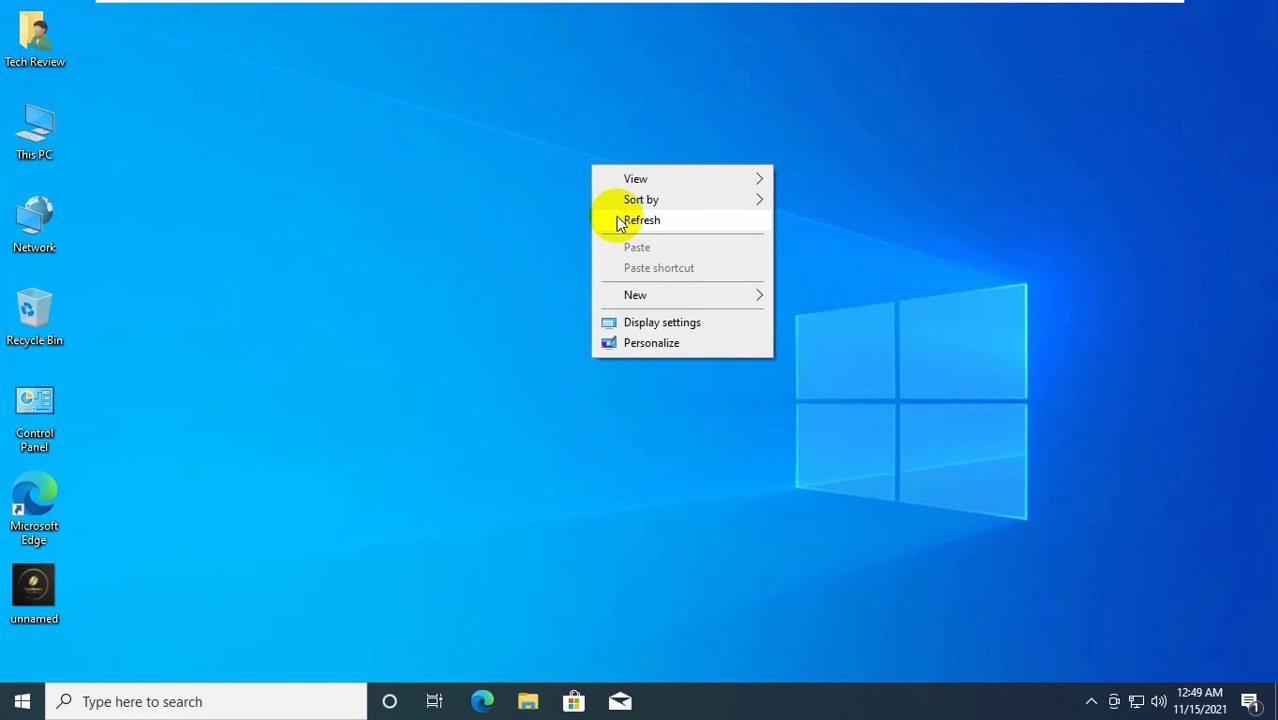 Tech Review
This PC
Network
Recycle Bin
Control
Panel
Microsoft
Edge
unnamed
View
Sort by
Refresh
Paste
Paste shortcut
New
Display settings
Personalize
Type here to search
12:49 AM
11/15/2021
1